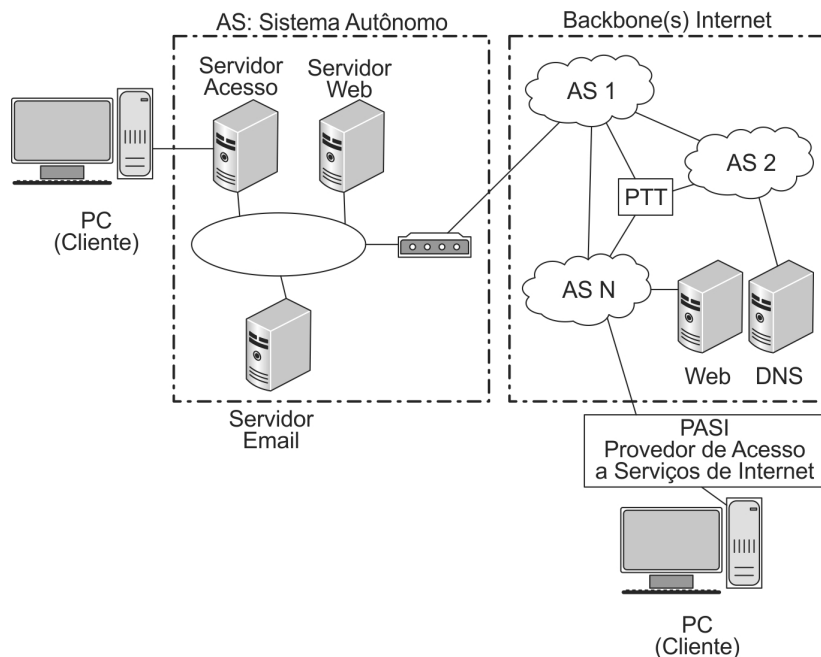 AS: Sistema Autônomo
Backbone(s) Internet
Servidor
Acesso
Servidor
Web
PC
(Cliente)
Servidor
Email
AS 1
AS 2
PTT
AS N
Web
DNS
PASI
Provedor de Acesso
a Serviços de Internet
PC
(Cliente)